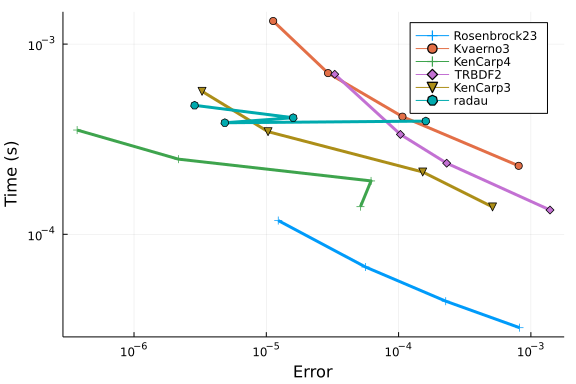 Rosenbrock23
Kvaerno3
KenCarp4
TRBDF2
KenCarp3
radau
Time (s)
10⁻³
10⁻⁴
10⁻⁶ 10⁻⁵ 10⁻⁴ 10⁻³
Error